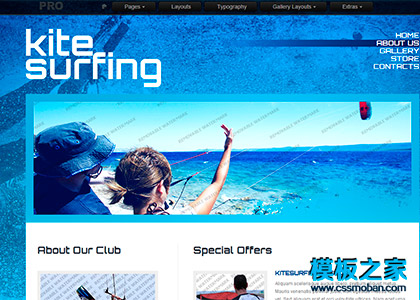 PRO
Pages Layouts Typography Gallery Layouts Extras
kite
surfing
HOME
ABOUT US
GALLERY
STORE
CONTACTS
About Our Club
Special Offers
KITESURF
模板之家
www.cssmoban.com